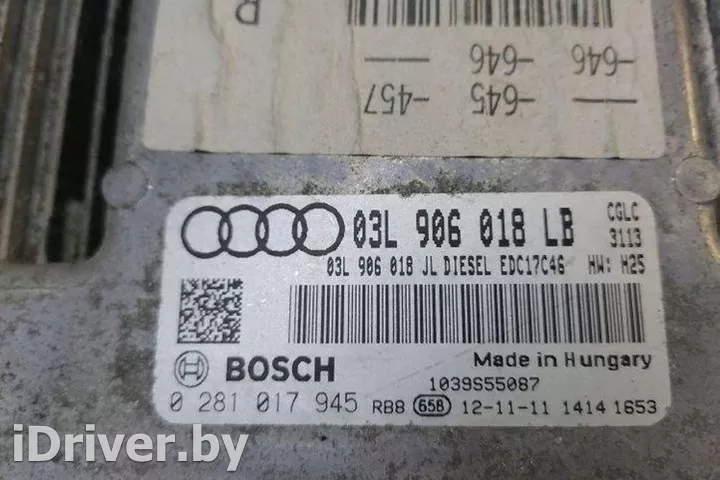 R
-646 -646 —
— -645 -457
03L 906 018 LB CGLC
3113
03L 906 018 JL DIESEL EDC17C46 HW: H25
BOSCH Made in Hungary
1039S55087
0 281 017 945 RB8 658 12-11-11 1414 1653
iDriver.by